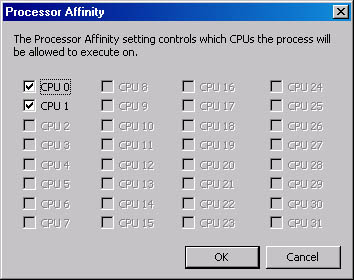 Processor Affinity
The Processor Affinity setting controls which CPUs the process will
be allowed to execute on.
CPU 0 CPU 8 CPU 16 CPU 24
CPU 1 CPU 9 CPU 17 CPU 25
CPU 2 CPU 10 CPU 18 CPU 26
CPU 3 CPU 11 CPU 19 CPU 27
CPU 4 CPU 12 CPU 20 CPU 28
CPU 5 CPU 13 CPU 21 CPU 29
CPU 6 CPU 14 CPU 22 CPU 30
CPU 7 CPU 15 CPU 23 CPU 31
OK Cancel